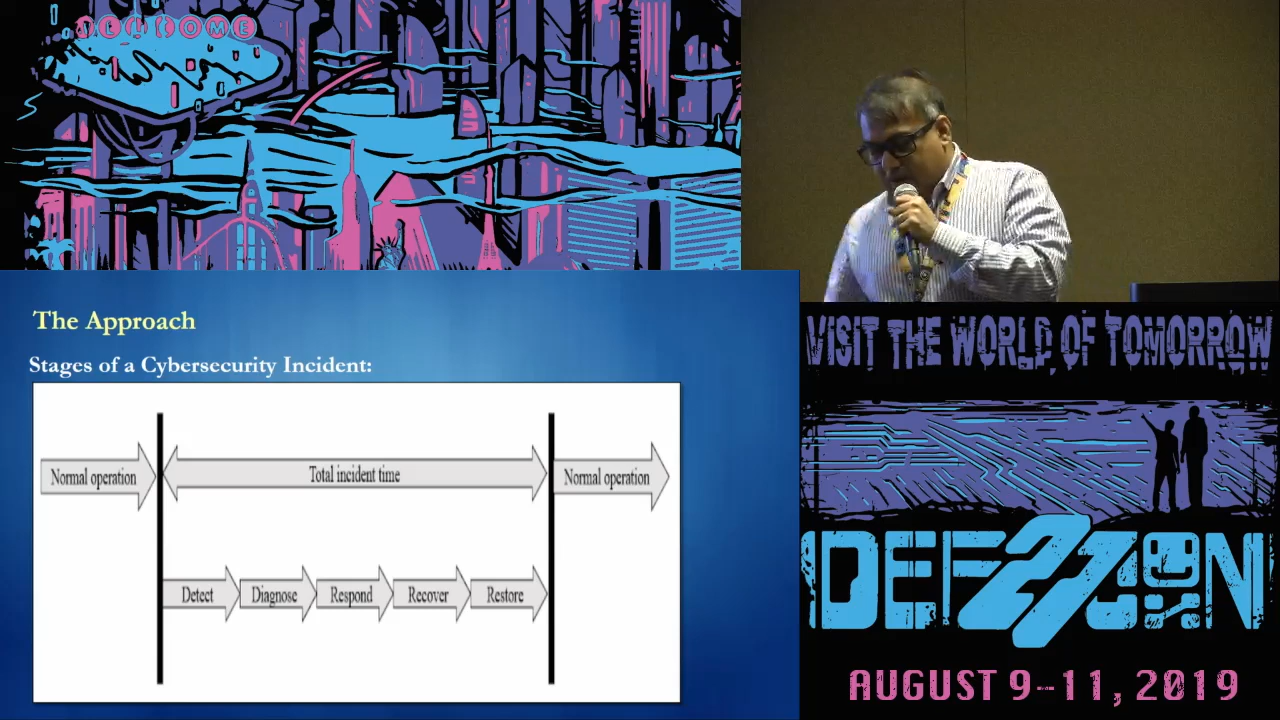 WELCOME
The Approach
Stages of a Cybersecurity Incident:
Normal operation
Total incident time
Normal operation
Detect
Diagnose
Respond
Recover
Restore
VISIT THE WORLD OF TOMORROW
DEF 27 CON
AUGUST 9-11, 2019